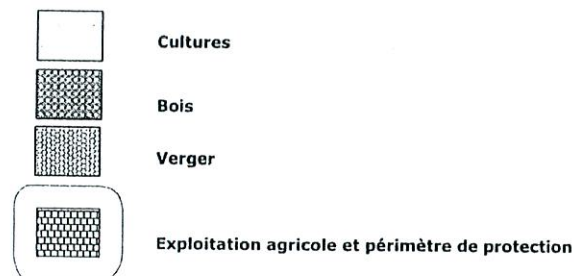 Cultures
Bois
Verger
Exploitation agricole et périmètre de protection